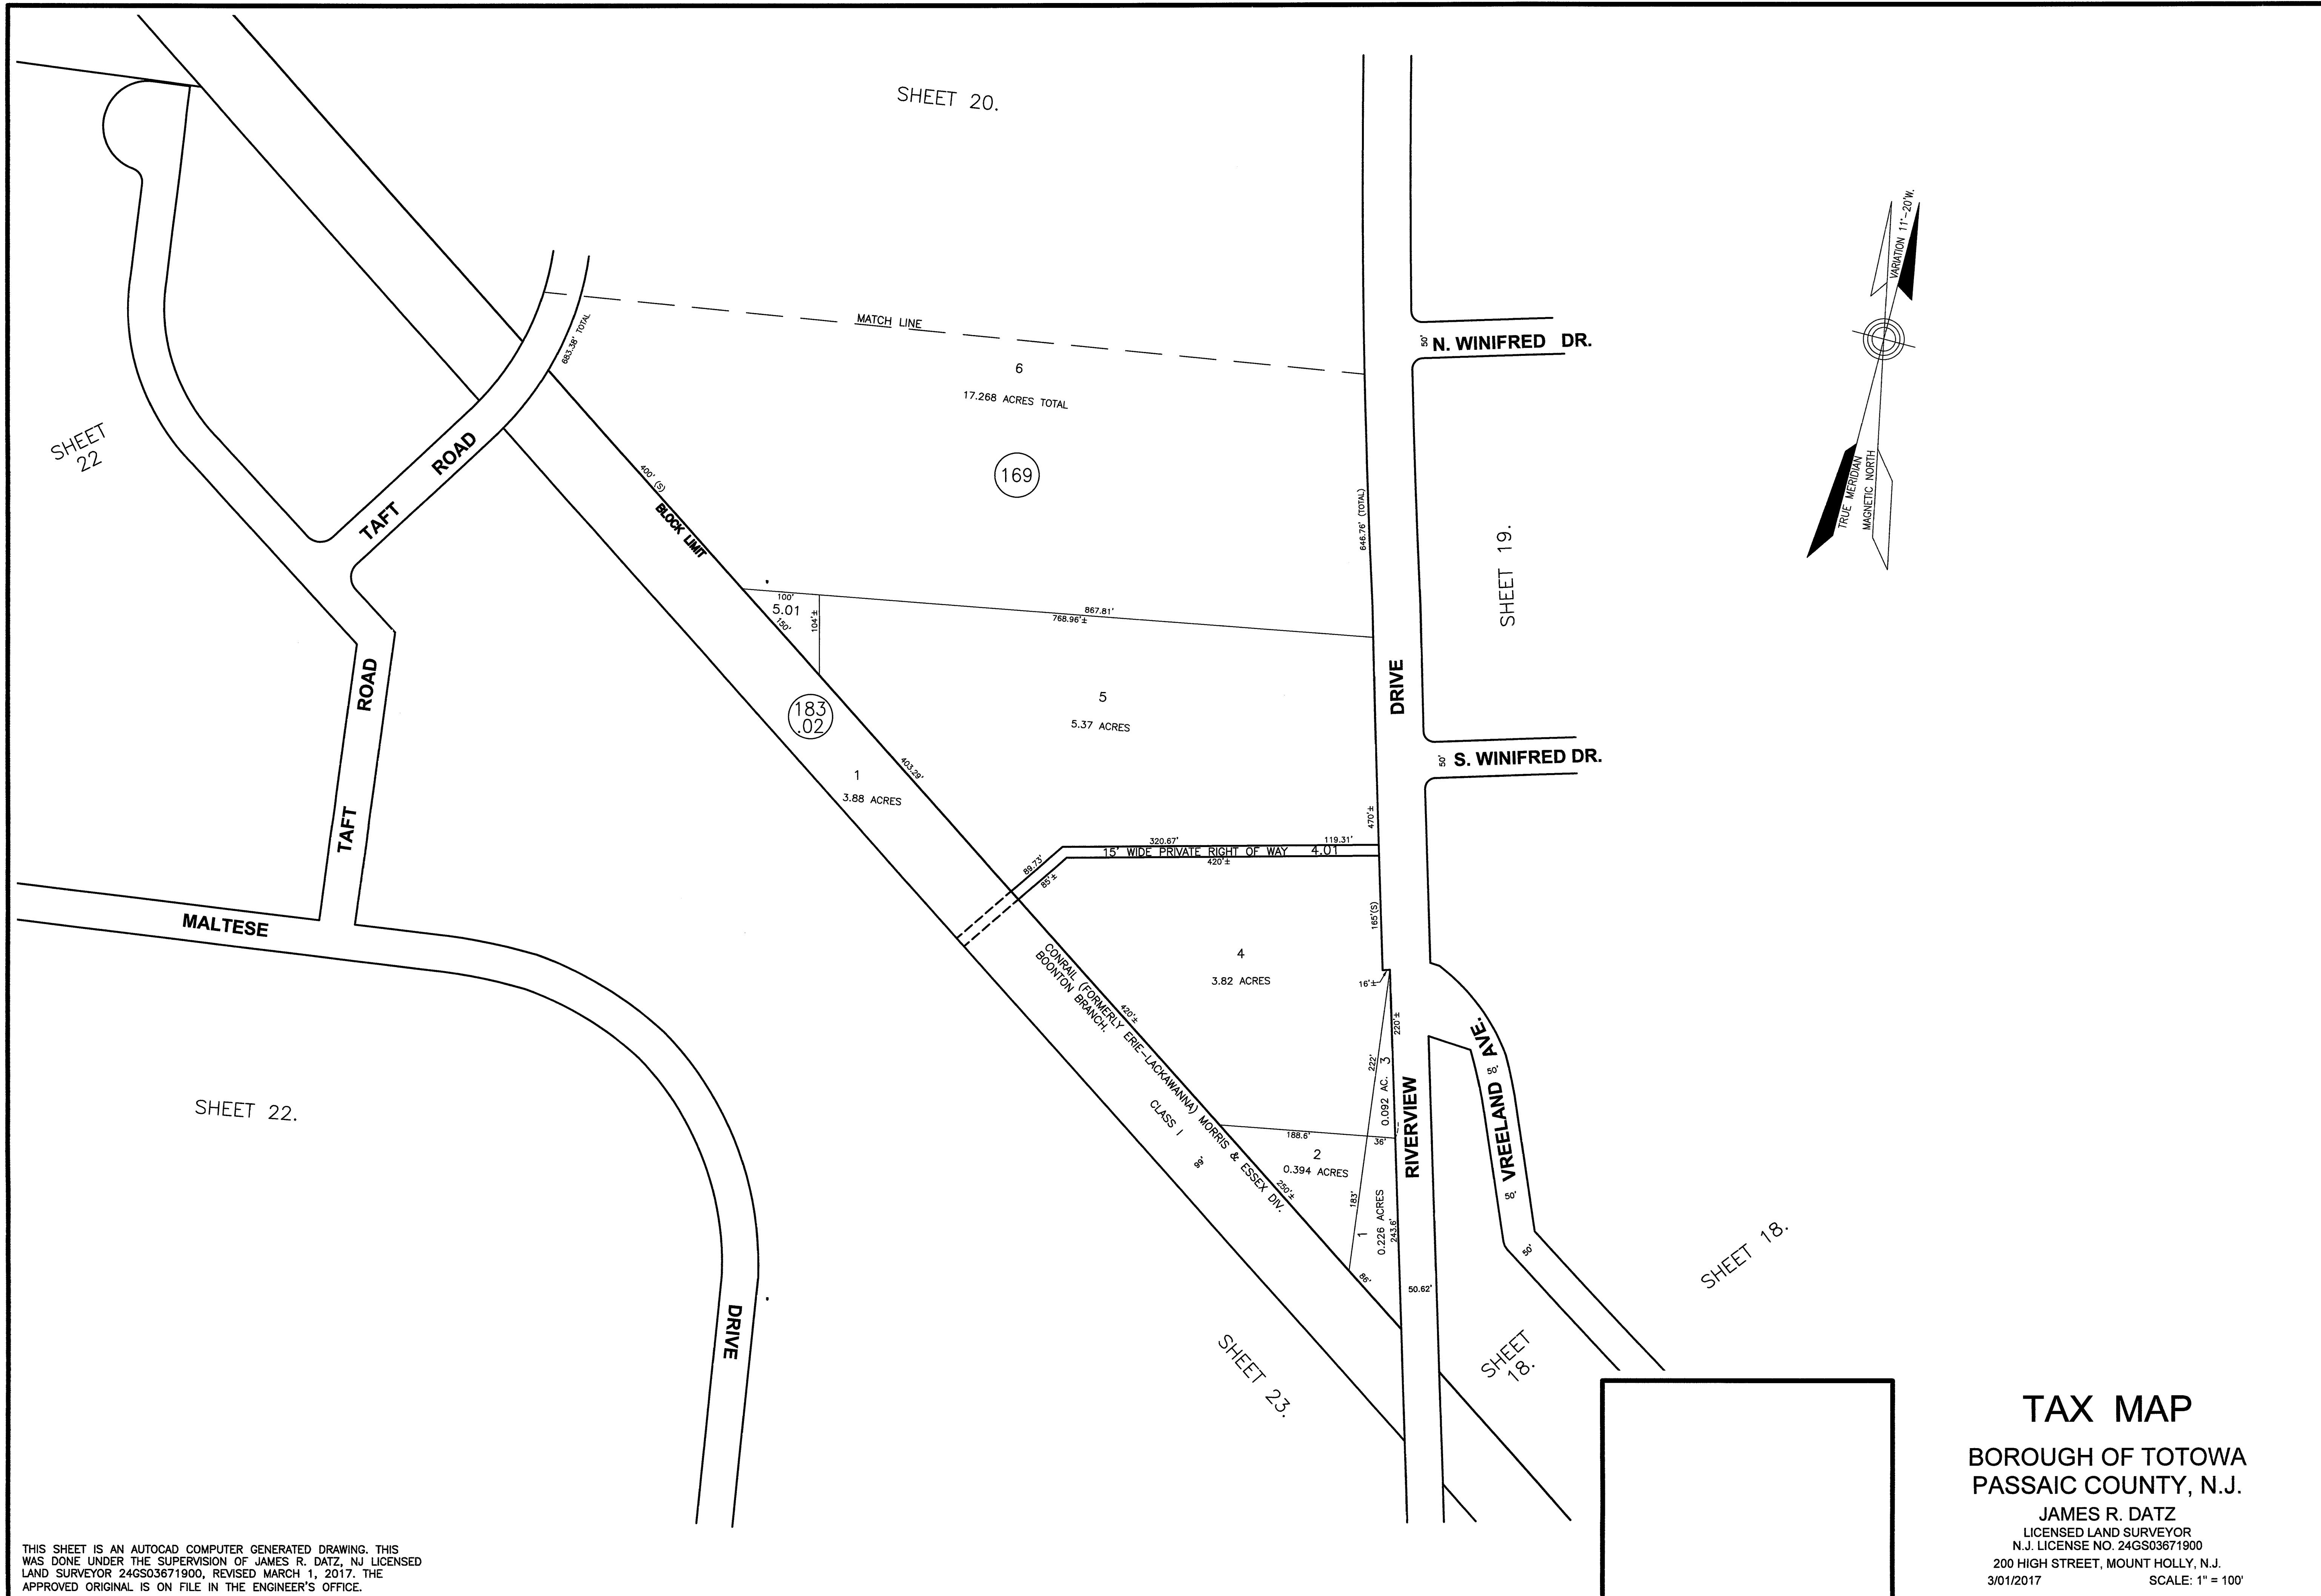 SHEET 20.
VARIATION 11°-20'W.
TRUE MERIDIAN
MAGNETIC NORTH
MATCH LINE
683.38' TOTAL
50' N. WINIFRED DR.
6
17.268 ACRES TOTAL
SHEET
22
TAFT ROAD
169
400' (S)
BLOCK LIMIT
646.76' (TOTAL)
SHEET 19.
100'
5.01
150'
104'±
867.81'
768.96'±
TAFT ROAD
DRIVE
183
.02
5
5.37 ACRES
50' S. WINIFRED DR.
1
3.88 ACRES
403.29'
470'±
320.67'
119.31'
15' WIDE PRIVATE RIGHT OF WAY 4.01
420'±
89.73'
85'±
MALTESE
165'(S)
4
3.82 ACRES
16'±
CONRAIL (FORMERLY ERIE-LACKAWANNA) MORRIS & ESSEX DIV.
BOONTON BRANCH.
CLASS I
99'
420'±
220'±
222'
0.092 AC. 3
VREELAND AVE.
50'
50'
50'
SHEET 22.
188.6'
36'
2
0.394 ACRES
250'±
183'
1
0.226 ACRES
243.6'
RIVERVIEW
86'
50.62'
SHEET 18.
DRIVE
SHEET 23.
SHEET
18.
TAX MAP
BOROUGH OF TOTOWA
PASSAIC COUNTY, N.J.
JAMES R. DATZ
LICENSED LAND SURVEYOR
N.J. LICENSE NO. 24GS03671900
200 HIGH STREET, MOUNT HOLLY, N.J.
3/01/2017 SCALE: 1" = 100'
THIS SHEET IS AN AUTOCAD COMPUTER GENERATED DRAWING. THIS
WAS DONE UNDER THE SUPERVISION OF JAMES R. DATZ, NJ LICENSED
LAND SURVEYOR 24GS03671900, REVISED MARCH 1, 2017. THE
APPROVED ORIGINAL IS ON FILE IN THE ENGINEER'S OFFICE.